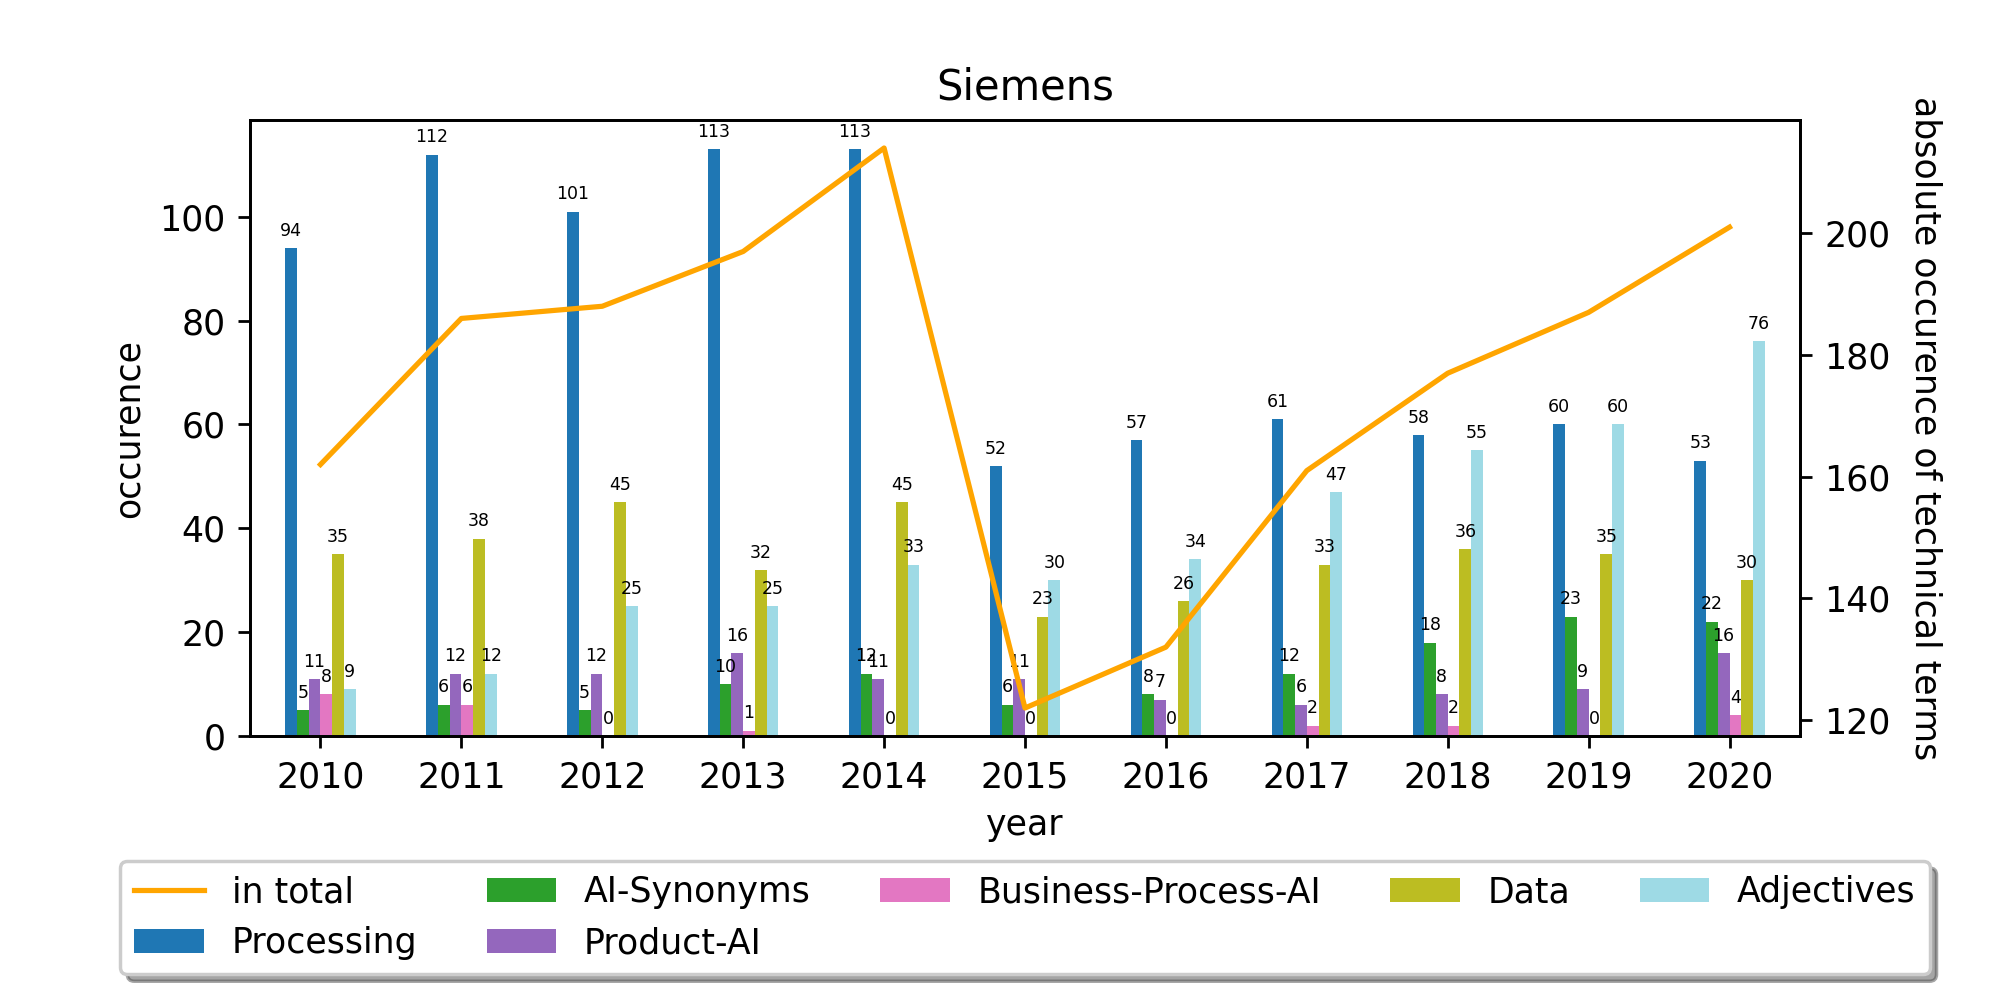 Siemens
occurence
absolute occurence of technical terms
100
80
60
40
20
0
200
180
160
140
120
94 5 11 8 35 9
112 6 12 6 38 12
101 5 12 0 45 25
113 10 16 1 32 25
113 12 11 0 45 33
52 6 11 0 23 30
57 8 7 0 26 34
61 12 6 2 33 47
58 18 8 2 36 55
60 23 9 0 35 60
53 22 16 4 30 76
2010 2011 2012 2013 2014 2015 2016 2017 2018 2019 2020
year
in total AI-Synonyms Business-Process-AI Data Adjectives
Processing Product-AI